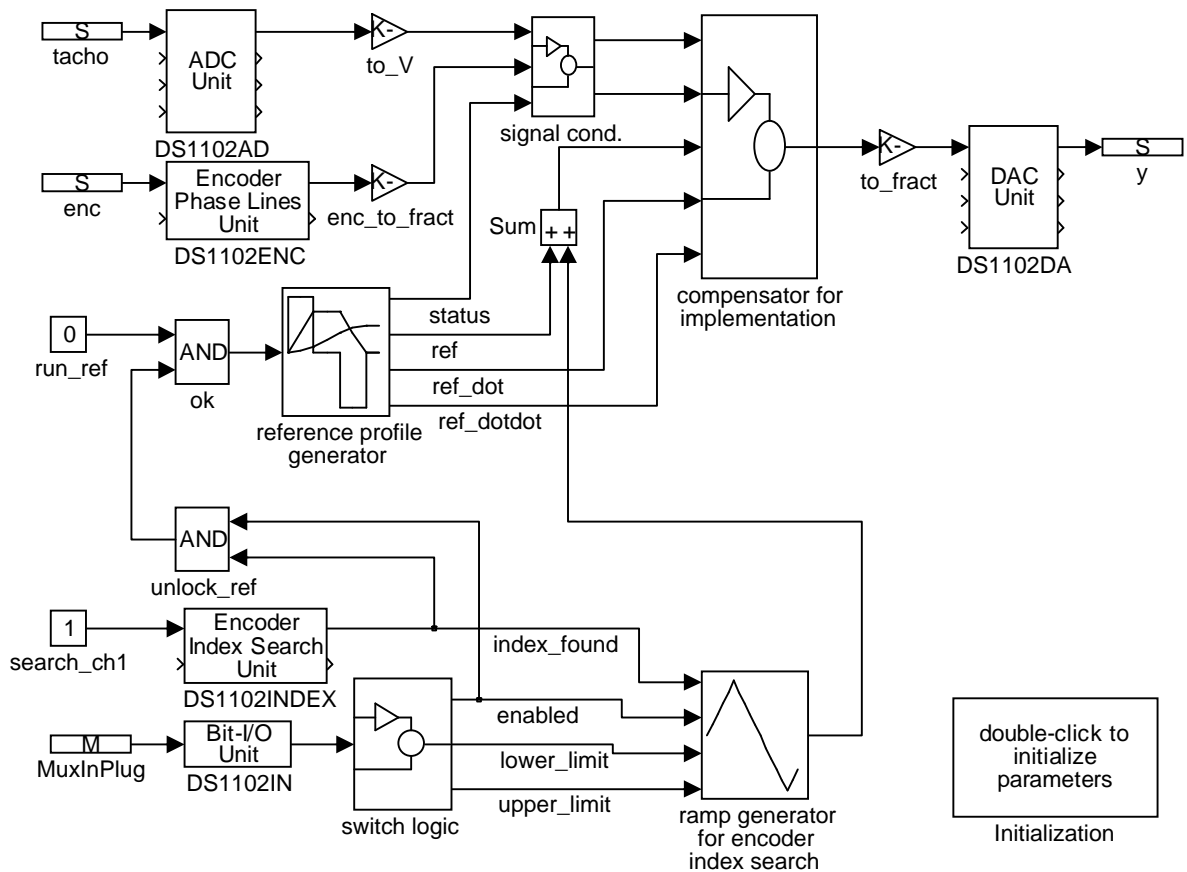 S
tacho
ADC
Unit
DS1102AD
K-
to_V
signal cond.
S
enc
Encoder
Phase Lines
Unit
DS1102ENC
K-
enc_to_fract
Sum
+ +
compensator for
implementation
K-
to_fract
DAC
Unit
DS1102DA
S
y
0
run_ref
AND
ok
reference profile
generator
status
ref
ref_dot
ref_dotdot
AND
unlock_ref
1
search_ch1
Encoder
Index Search
Unit
DS1102INDEX
index_found
M
MuxInPlug
Bit-I/O
Unit
DS1102IN
switch logic
enabled
lower_limit
upper_limit
ramp generator
for encoder
index search
double-click to
initialize
parameters
Initialization